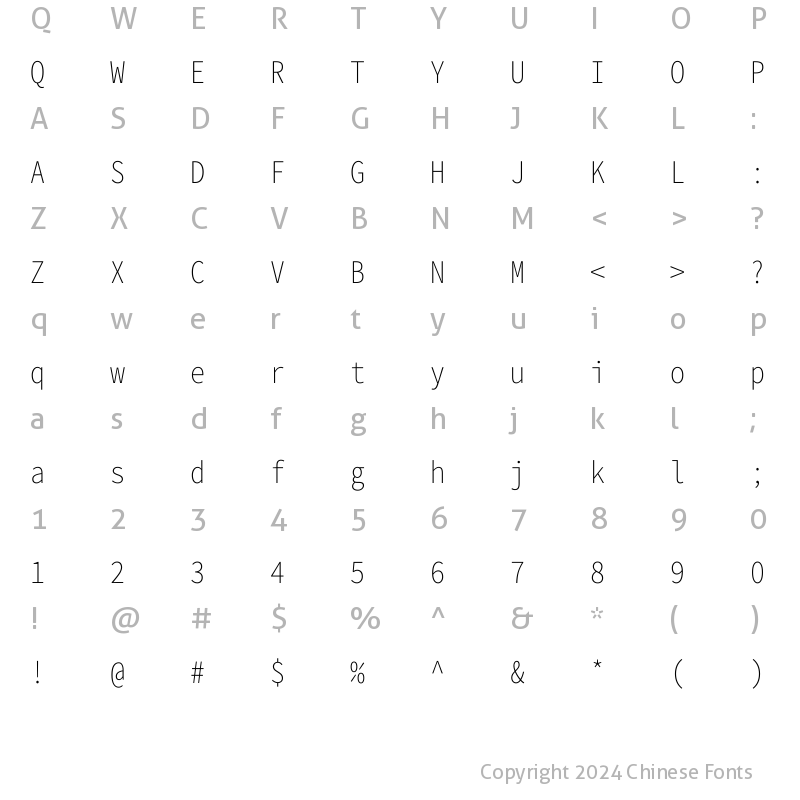 Q W E R T Y U I O P
Q W E R T Y U I O P
A S D F G H J K L :
A S D F G H J K L :
Z X C V B N M < > ?
Z X C V B N M < > ?
q w e r t y u i o p
q w e r t y u i o p
a s d f g h j k l ;
a s d f g h j k l ;
1 2 3 4 5 6 7 8 9 0
1 2 3 4 5 6 7 8 9 0
! @ # $ % ^ & * ( )
! @ # $ % ^ & * ( )
Copyright 2024 Chinese Fonts